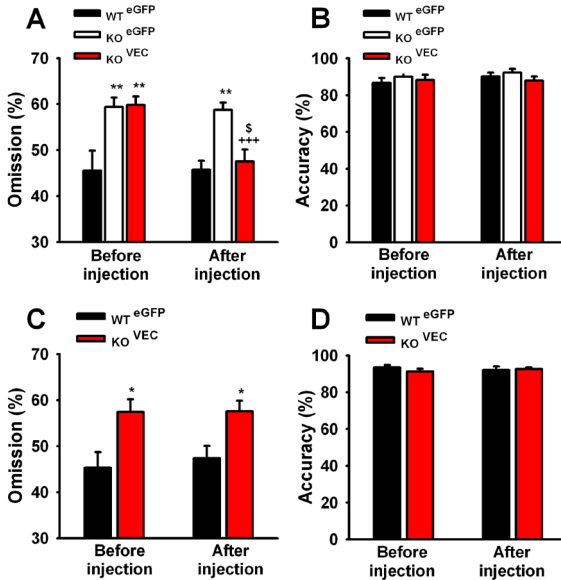 A
WT eGFP
KO eGFP
KO VEC
Omission (%)
70
60
50
40
30
** **
**
$
+++
Before injection
After injection
B
WT eGFP
KO eGFP
KO VEC
Accuracy (%)
100
80
60
40
20
0
Before injection
After injection
C
WT eGFP
KO VEC
Omission (%)
70
60
50
40
30
*
*
Before injection
After injection
D
WT eGFP
KO VEC
Accuracy (%)
100
80
60
40
20
0
Before injection
After injection